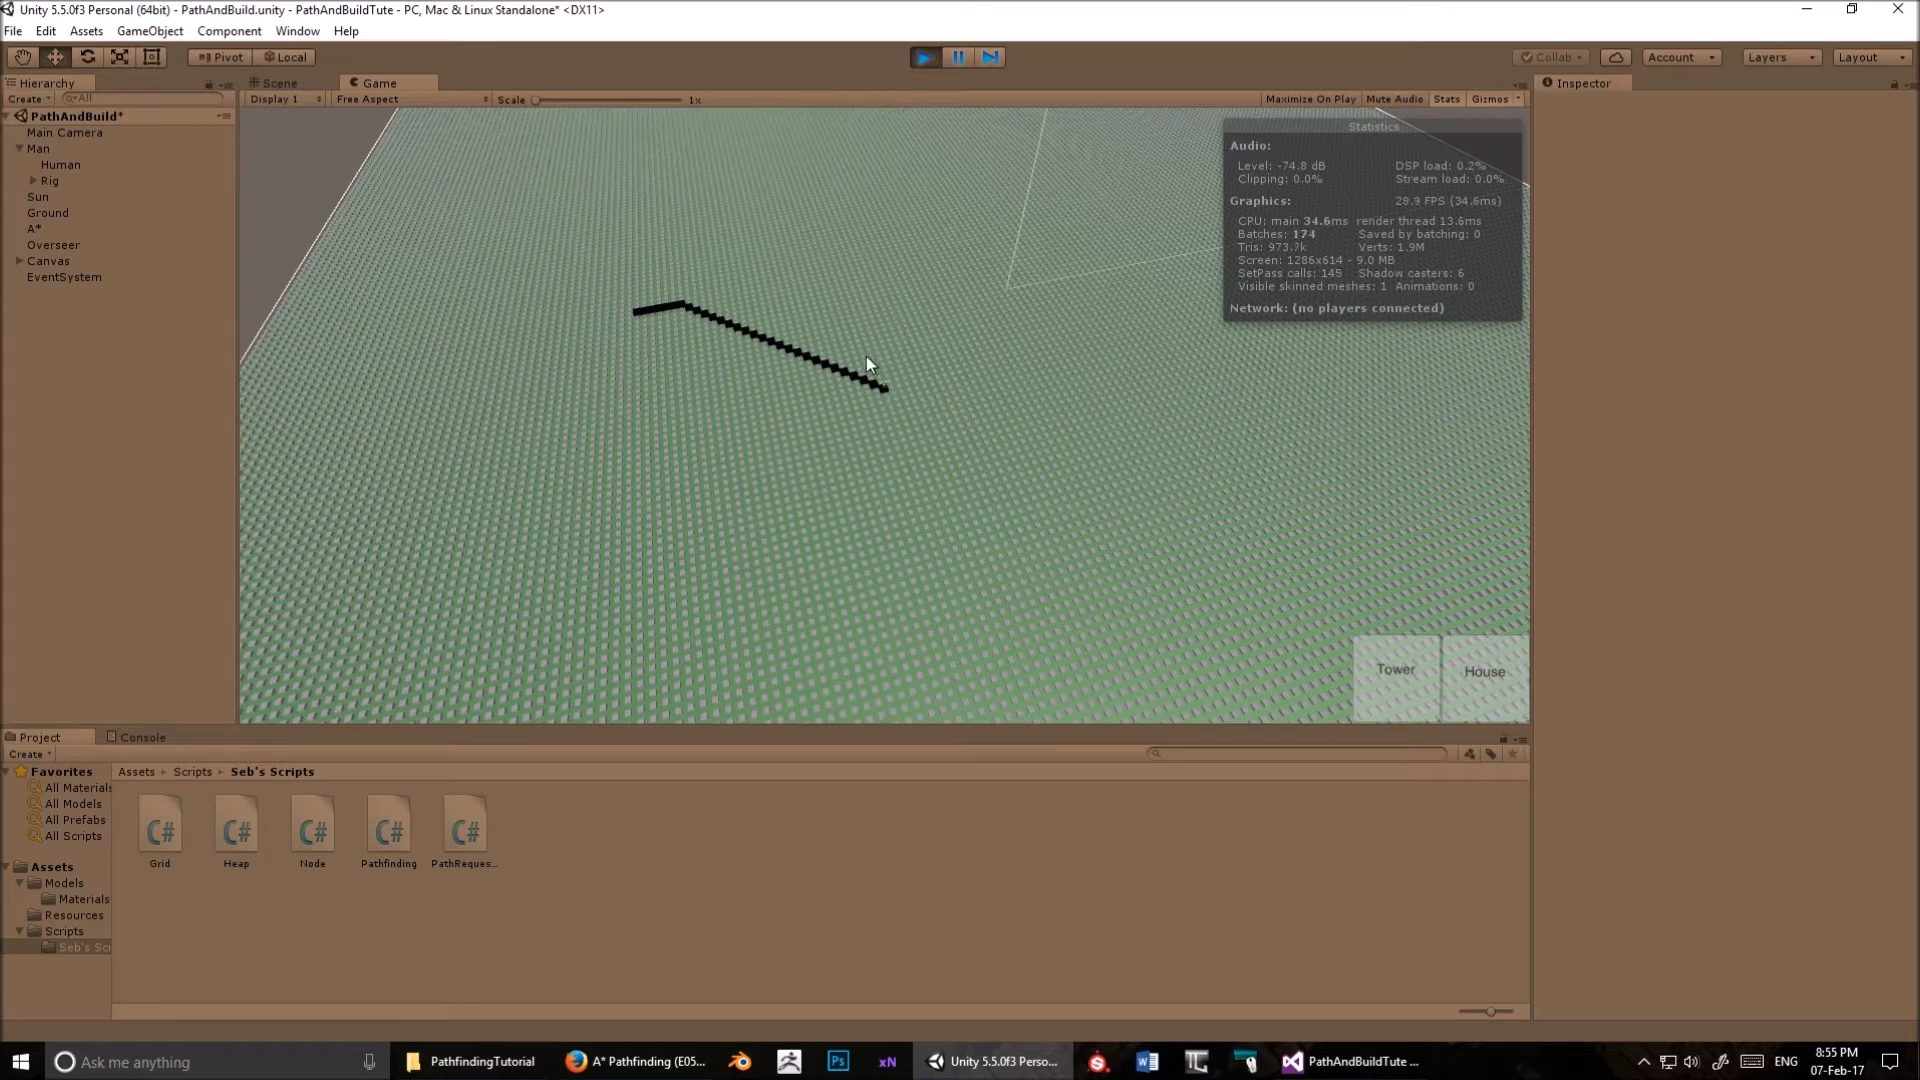 Unity 5.5.0f3 Personal (64bit) - PathAndBuild.unity - PathAndBuildTute - PC, Mac & Linux Standalone* <DX11>
File Edit Assets GameObject Component Window Help
Pivot Local Collab Account Layers Layout
Hierarchy Scene Game Inspector
Create All Display 1 Free Aspect Scale 1x Maximize On Play Mute Audio Stats Gizmos
PathAndBuild*
Main Camera
Man
Human
Rig
Sun
Ground
A*
Overseer
Canvas
EventSystem
Statistics
Audio:
Level: -74.8 dB DSP load: 0.2%
Clipping: 0.0% Stream load: 0.0%
Graphics: 28.9 FPS (34.6ms)
CPU: main 34.6ms render thread 13.6ms
Batches: 174 Saved by batching: 0
Tris: 973.7k Verts: 1.9M
Screen: 1286x614 - 9.0 MB
SetPass calls: 145 Shadow casters: 6
Visible skinned meshes: 1 Animations: 0
Network: (no players connected)
Tower House
Project Console
Create
Favorites
All Materials
All Models
All Prefabs
All Scripts
Assets
Models
Materials
Resources
Scripts
Seb's Scr
Assets Scripts Seb's Scripts
C# C# C# C# C#
Grid Heap Node Pathfinding PathReques...
Ask me anything PathfindingTutorial A* Pathfinding (E05... Ps xN Unity 5.5.0f3 Perso... PathAndBuildTute ... ENG 8:55 PM
07-Feb-17